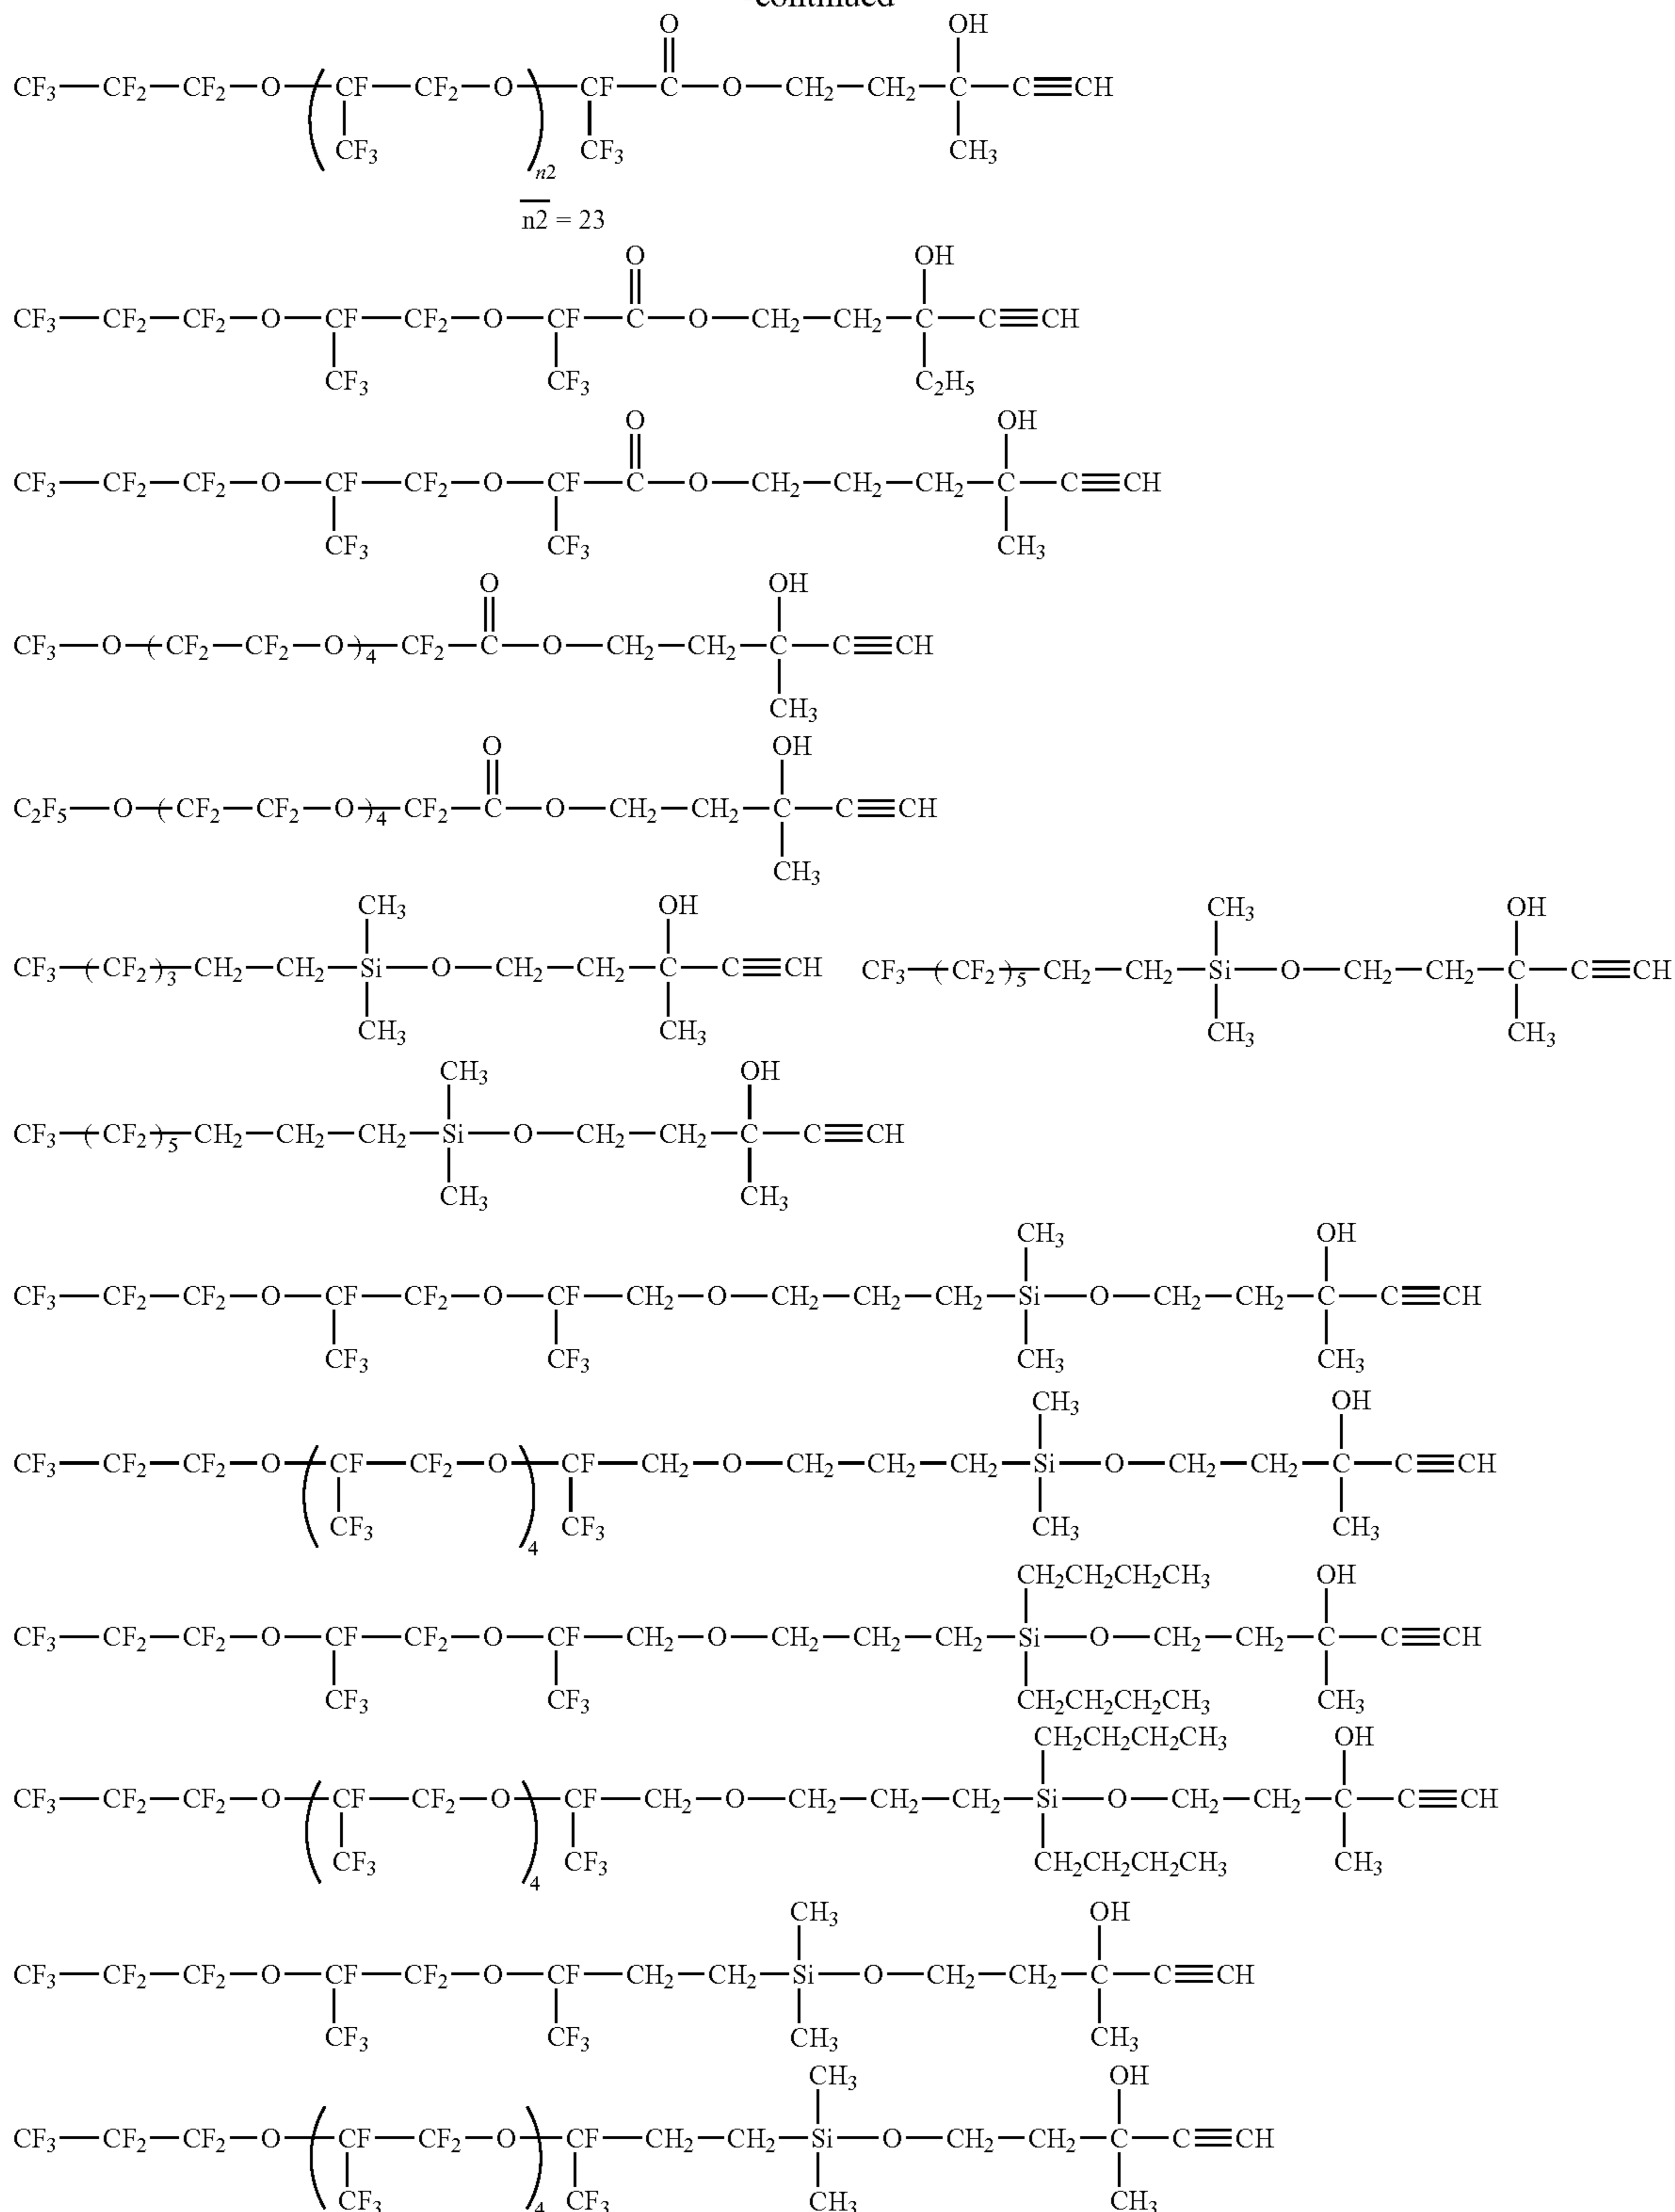 -continued
O OH
CF3—CF2—CF2—O—(CF—CF2—O)n2—CF—C—O—CH2—CH2—C—C≡CH
CF3 CF3 CH3
n2 = 23
O OH
CF3—CF2—CF2—O—CF—CF2—O—CF—C—O—CH2—CH2—C—C≡CH
CF3 CF3 C2H5
O OH
CF3—CF2—CF2—O—CF—CF2—O—CF—C—O—CH2—CH2—CH2—C—C≡CH
CF3 CF3 CH3
O OH
CF3—O—(CF2—CF2—O)4—CF2—C—O—CH2—CH2—C—C≡CH
CH3
O OH
C2F5—O—(CF2—CF2—O)4—CF2—C—O—CH2—CH2—C—C≡CH
CH3
CH3 OH CH3 OH
CF3—(CF2)3—CH2—CH2—Si—O—CH2—CH2—C—C≡CH CF3—(CF2)5—CH2—CH2—Si—O—CH2—CH2—C—C≡CH
CH3 CH3 CH3 CH3
CH3 OH
CF3—(CF2)5—CH2—CH2—CH2—Si—O—CH2—CH2—C—C≡CH
CH3 CH3
CH3 OH
CF3—CF2—CF2—O—CF—CF2—O—CF—CH2—O—CH2—CH2—CH2—Si—O—CH2—CH2—C—C≡CH
CF3 CF3 CH3 CH3
CH3 OH
CF3—CF2—CF2—O—(CF—CF2—O)4—CF—CH2—O—CH2—CH2—CH2—Si—O—CH2—CH2—C—C≡CH
CF3 CF3 CH3 CH3
CH2CH2CH2CH3 OH
CF3—CF2—CF2—O—CF—CF2—O—CF—CH2—O—CH2—CH2—CH2—Si—O—CH2—CH2—C—C≡CH
CF3 CF3 CH2CH2CH2CH3 CH3
CH2CH2CH2CH3 OH
CF3—CF2—CF2—O—(CF—CF2—O)4—CF—CH2—O—CH2—CH2—CH2—Si—O—CH2—CH2—C—C≡CH
CF3 CF3 CH2CH2CH2CH3 CH3
CH3 OH
CF3—CF2—CF2—O—CF—CF2—O—CF—CH2—CH2—Si—O—CH2—CH2—C—C≡CH
CF3 CF3 CH3 CH3
CH3 OH
CF3—CF2—CF2—O—(CF—CF2—O)4—CF—CH2—CH2—Si—O—CH2—CH2—C—C≡CH
CF3 CF3 CH3 CH3